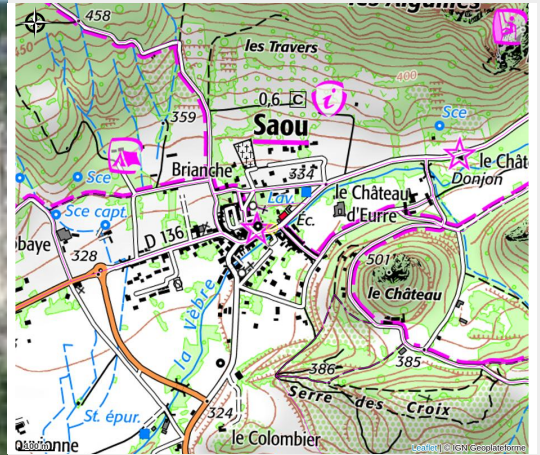 les Aiguilles
458
les Travers
400
0,6 C
i
359
Saou
Sce
Brianche
334
le Chât
Donjon
Sce
Lav.
le Château
d'Eurre
Sce capt.
Éc.
D 136
baye
328
501
le Château
la Vèbre
386
385
Serre des Croix
St. épur.
324
le Colombier
Leaflet | © IGN Geoplateforme